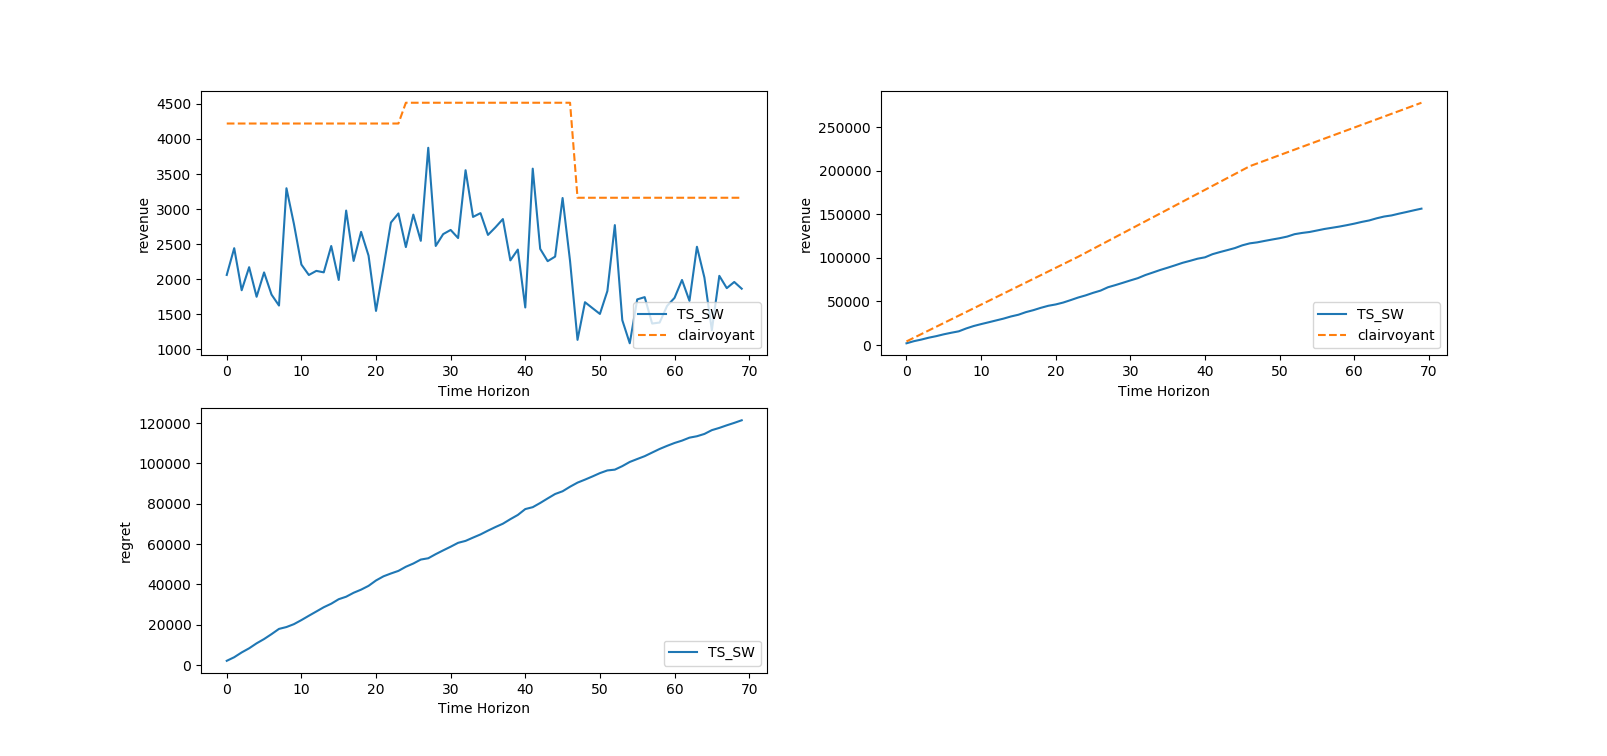 4500
4000
3500
3000
2500
2000
1500
1000
revenue
0 10 20 30 40 50 60 70
Time Horizon
TS_SW
clairvoyant
250000
200000
150000
100000
50000
0
revenue
0 10 20 30 40 50 60 70
Time Horizon
TS_SW
clairvoyant
120000
100000
80000
60000
40000
20000
0
regret
0 10 20 30 40 50 60 70
Time Horizon
TS_SW